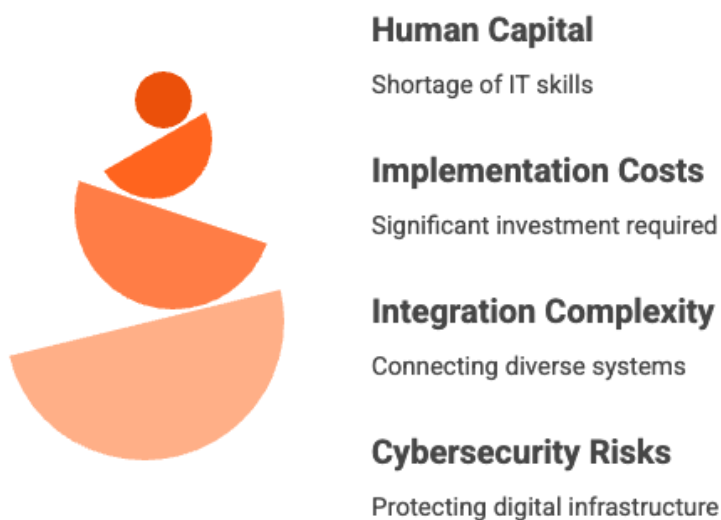 Human Capital
Shortage of IT skills
Implementation Costs
Significant investment required
Integration Complexity
Connecting diverse systems
Cybersecurity Risks
Protecting digital infrastructure